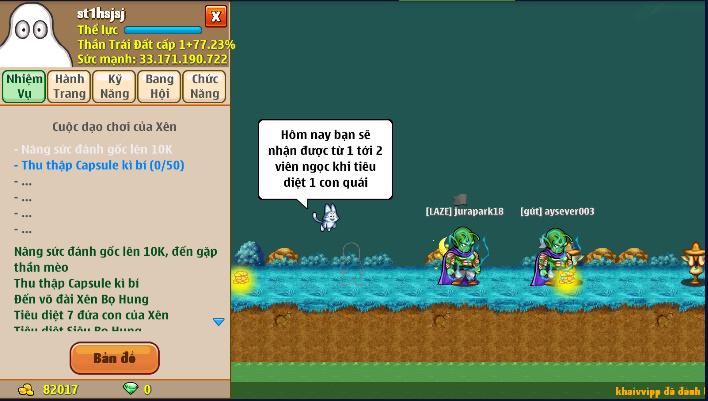 st1hsjsj
X
Thể lực
Thần Trái Đất cấp 1+77.23%
Sức mạnh: 33.171.190.722
Nhiệm Vụ
Hành Trang
Kỹ Năng
Bang Hội
Chức Năng
Cuộc dạo chơi của Xên
- Nâng sức đánh gốc lên 10K
- Thu thập Capsule kì bí (0/50)
- ...
- ...
- ...
- ...
Nâng sức đánh gốc lên 10K, đến gặp
thần mèo
Thu thập Capsule kì bí
Đến võ đài Xên Bọ Hung
Tiêu diệt 7 đứa con của Xên
Tiêu diệt Siêu Bọ Hung
Bản đồ
82017
0
Hôm nay bạn sẽ
nhận được từ 1 tới 2
viên ngọc khi tiêu
diệt 1 con quái
[LAZE] jurapark18
[gút] aysever003
khaivvipp đã đánh